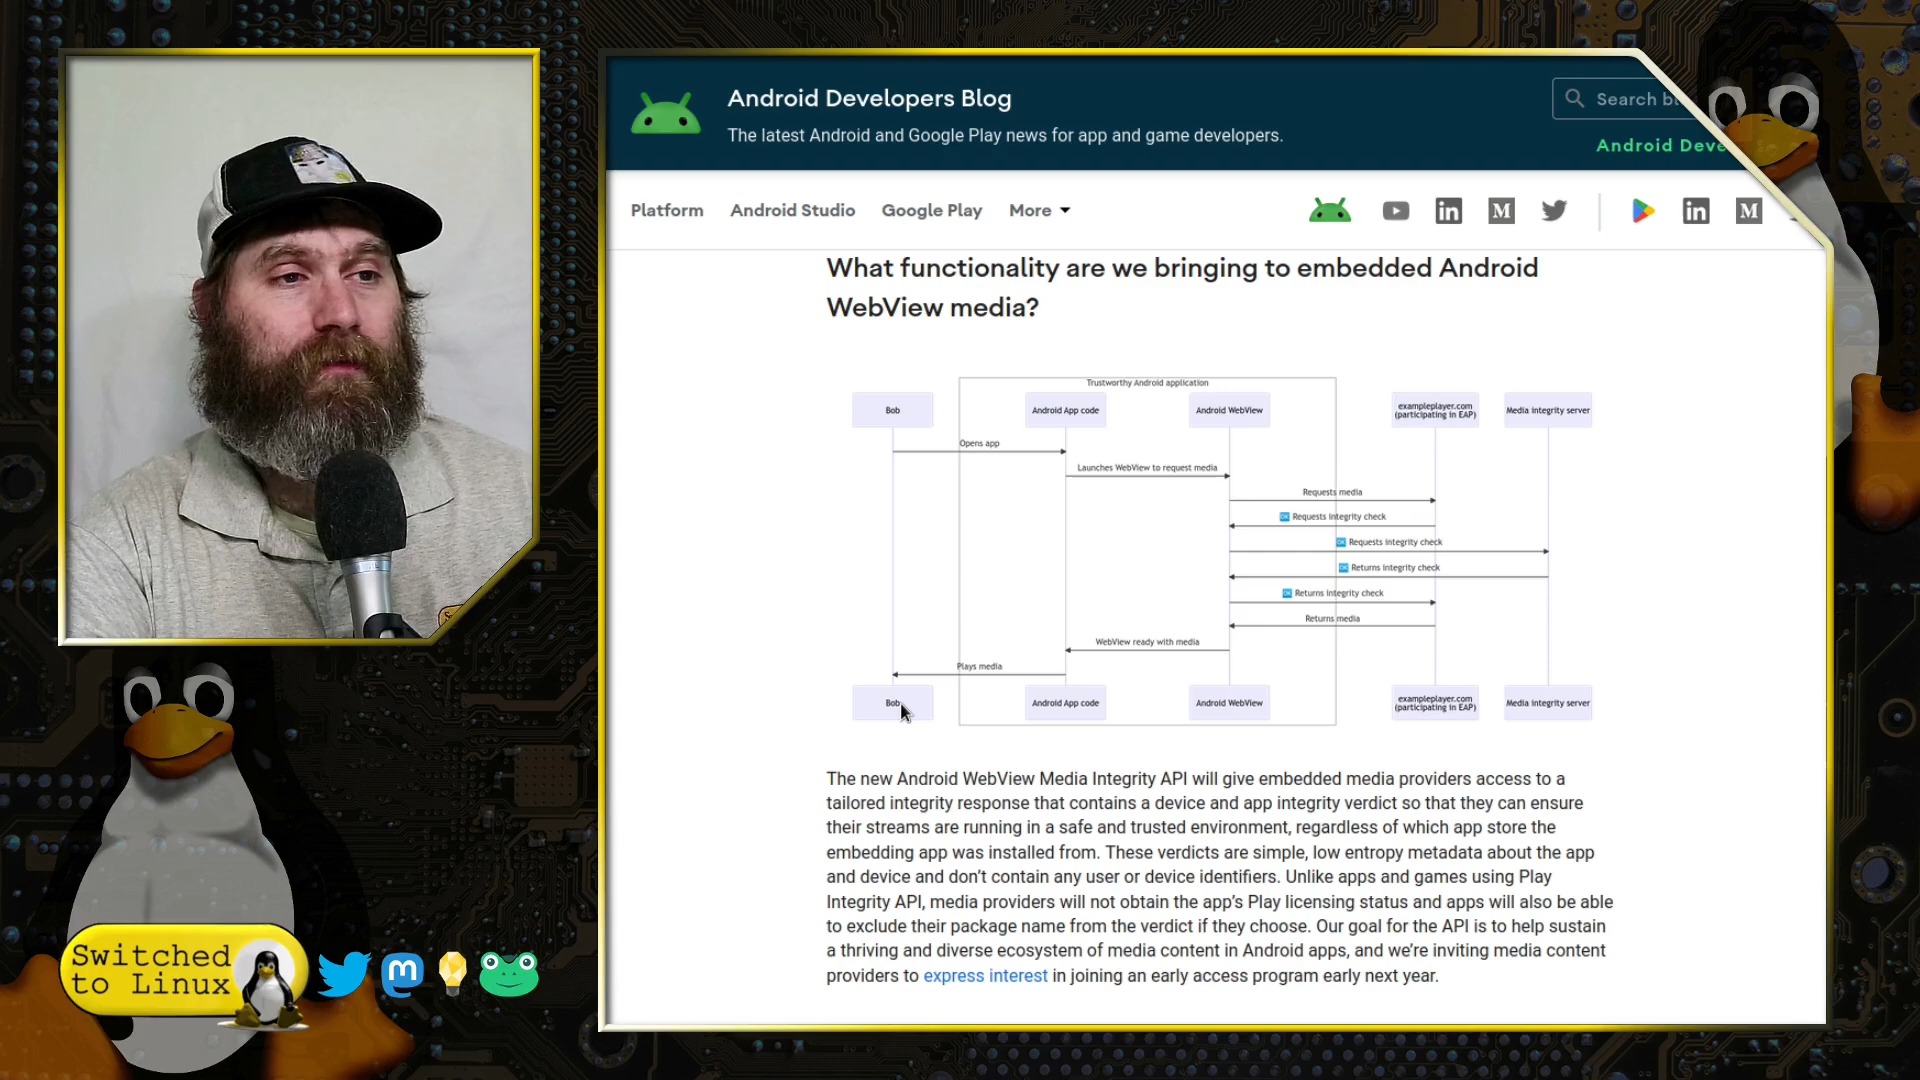 Android Developers Blog
The latest Android and Google Play news for app and game developers.
Search
Android Deve
Platform
Android Studio
Google Play
More
What functionality are we bringing to embedded Android
WebView media?
Trustworthy Android application
Bob
Android App code
Android WebView
exampleplayer.com
(participating in EAP)
Media integrity server
Opens app
Launches WebView to request media
Requests media
OK Requests integrity check
OK Requests integrity check
OK Returns integrity check
OK Returns integrity check
Returns media
WebView ready with media
Plays media
Bob
Android App code
Android WebView
exampleplayer.com
(participating in EAP)
Media integrity server
The new Android WebView Media Integrity API will give embedded media providers access to a
tailored integrity response that contains a device and app integrity verdict so that they can ensure
their streams are running in a safe and trusted environment, regardless of which app store the
embedding app was installed from. These verdicts are simple, low entropy metadata about the app
and device and don't contain any user or device identifiers. Unlike apps and games using Play
Integrity API, media providers will not obtain the app's Play licensing status and apps will also be able
to exclude their package name from the verdict if they choose. Our goal for the API is to help sustain
a thriving and diverse ecosystem of media content in Android apps, and we're inviting media content
providers to express interest in joining an early access program early next year.
Switched
to Linux